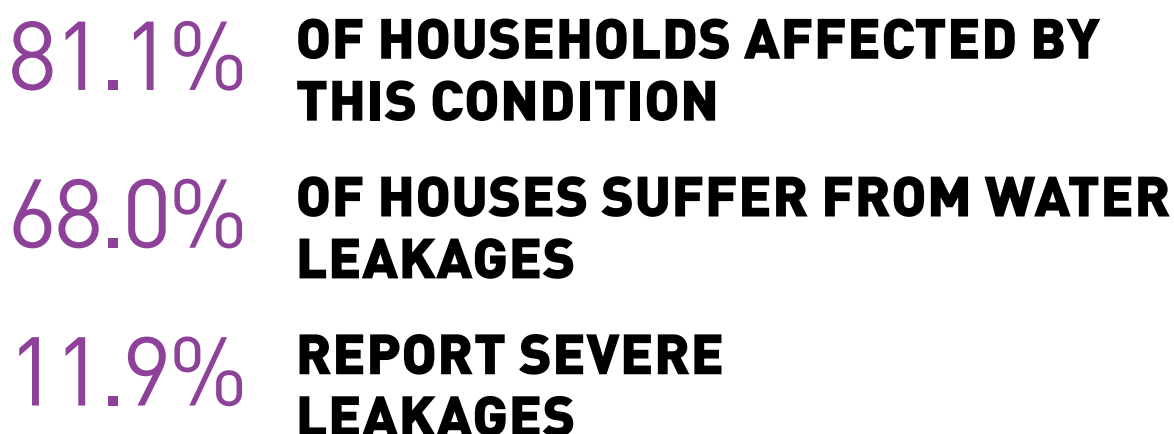 81.1% OF HOUSEHOLDS AFFECTED BY
THIS CONDITION
68.0% OF HOUSES SUFFER FROM WATER
LEAKAGES
11.9% REPORT SEVERE
LEAKAGES